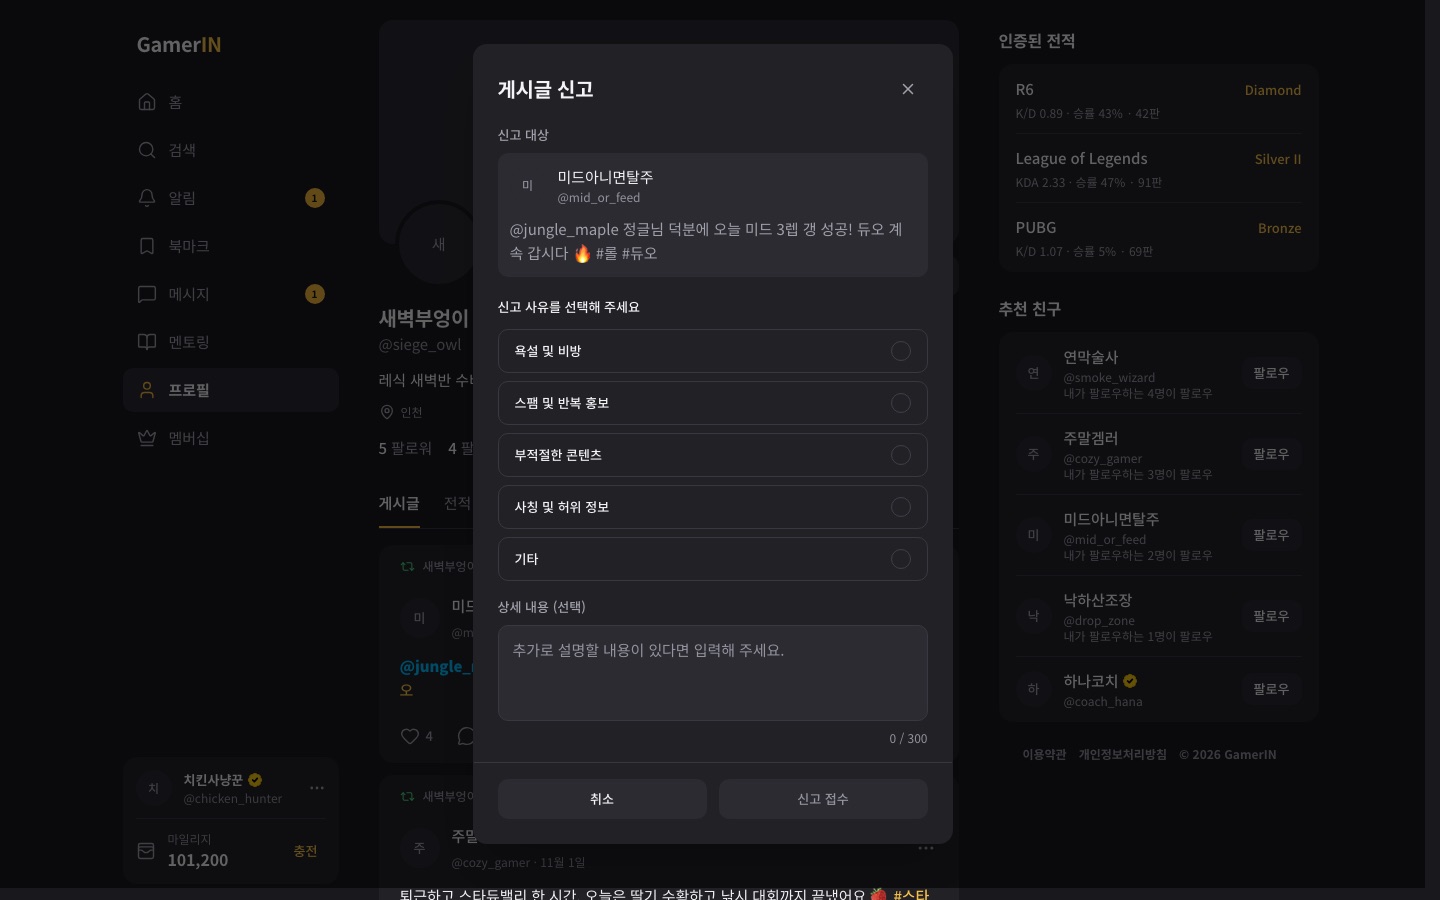 GamerIN
홈
검색
알림 1
북마크
메시지 1
멘토링
프로필
멤버십
치
치킨사냥꾼
@chicken_hunter
마일리지
101,200
충전
새
새벽부엉이
@siege_owl
인천
5 팔로워
게시글
전적
미
오
4
주
@cozy_gamer · 11월 1일
퇴근하고 스타듀밸리 한 시간. 오늘은 딸기 수확하고 낚시 대회까지 끝냈어요 🍓 #스타
게시글 신고
신고 대상
미
미드아니면탈주
@mid_or_feed
@jungle_maple 정글님 덕분에 오늘 미드 3렙 갱 성공! 듀오 계
속 갑시다 🔥 #롤 #듀오
신고 사유를 선택해 주세요
욕설 및 비방
스팸 및 반복 홍보
부적절한 콘텐츠
사칭 및 허위 정보
기타
상세 내용 (선택)
추가로 설명할 내용이 있다면 입력해 주세요.
0 / 300
취소
신고 접수
인증된 전적
R6 Diamond
K/D 0.89 · 승률 43% · 42판
League of Legends Silver II
KDA 2.33 · 승률 47% · 91판
PUBG Bronze
K/D 1.07 · 승률 5% · 69판
추천 친구
연
연막술사
@smoke_wizard
내가 팔로우하는 4명이 팔로우
팔로우
주
주말겜러
@cozy_gamer
내가 팔로우하는 3명이 팔로우
팔로우
미
미드아니면탈주
@mid_or_feed
내가 팔로우하는 2명이 팔로우
팔로우
낙
낙하산조장
@drop_zone
내가 팔로우하는 1명이 팔로우
팔로우
하
하나코치
@coach_hana
팔로우
이용약관 개인정보처리방침 © 2026 GamerIN